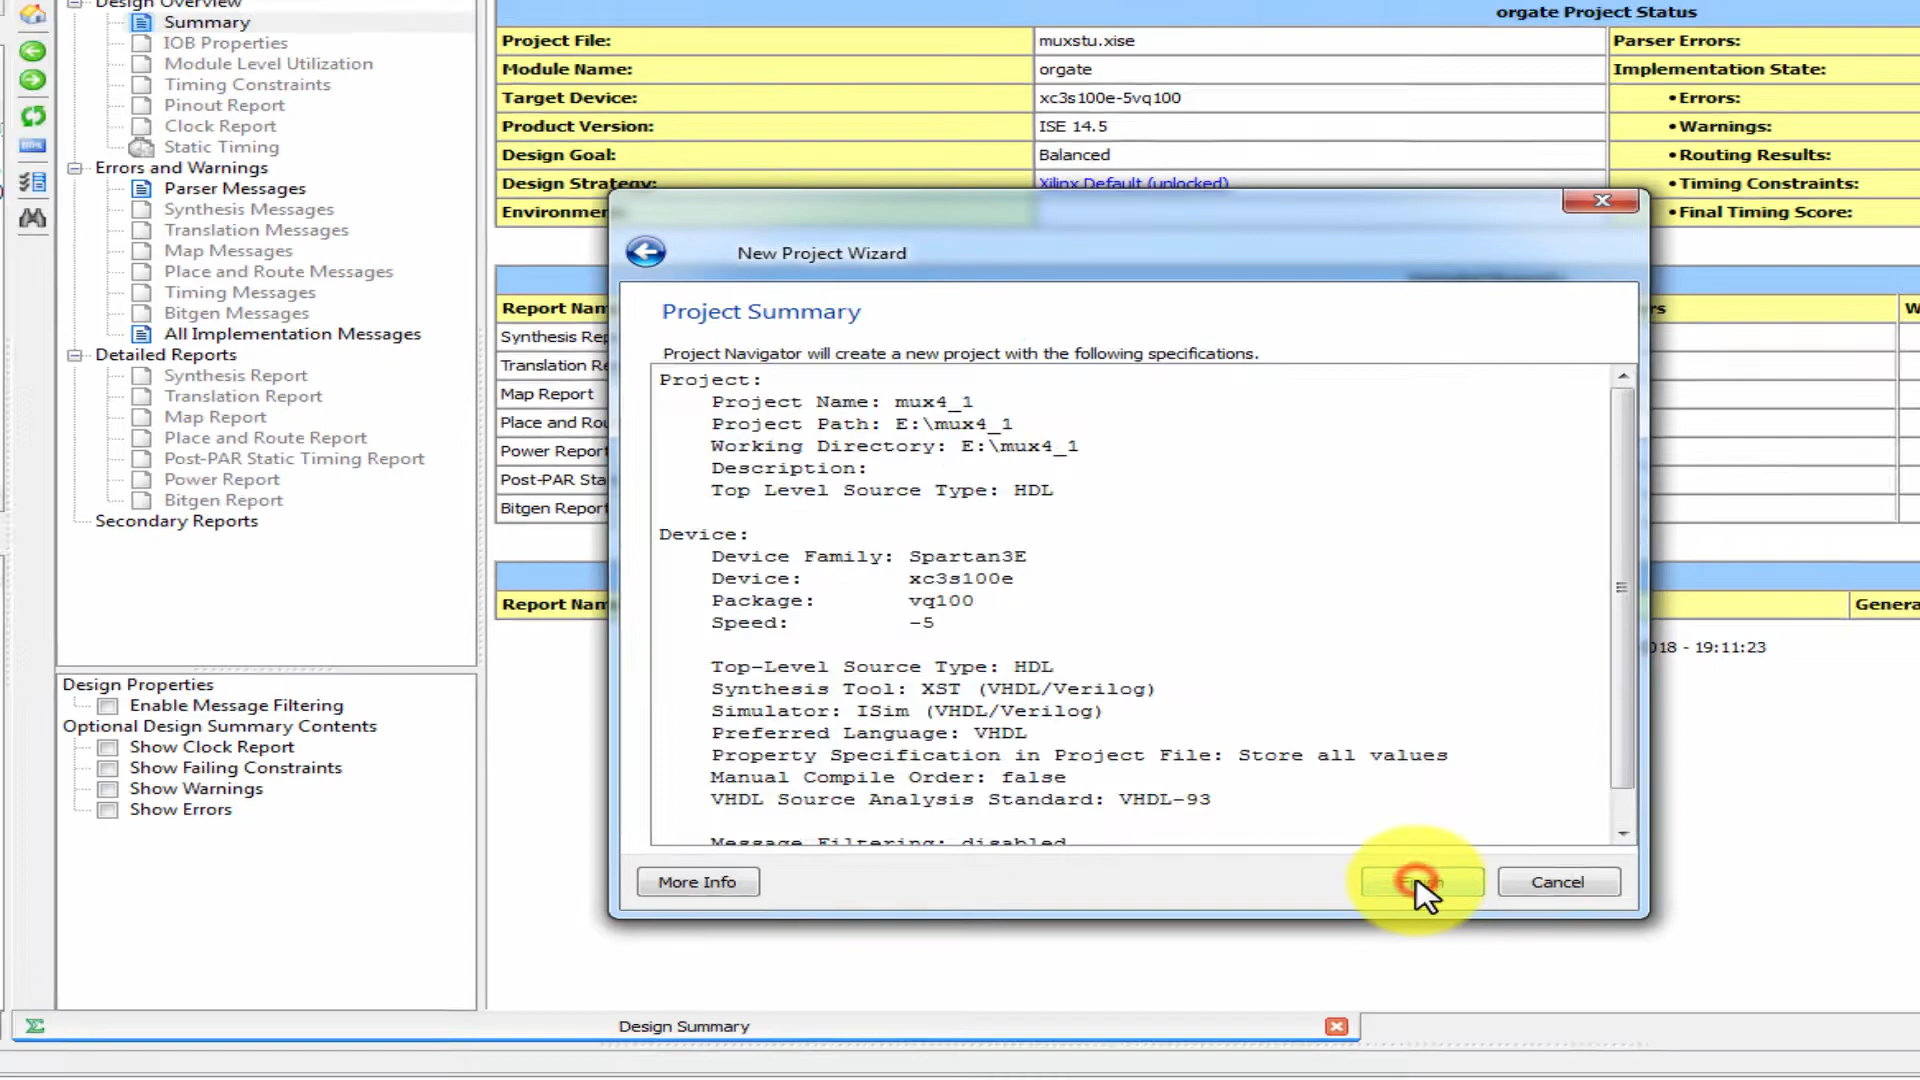 Design Overview
Summary
IOB Properties
Module Level Utilization
Timing Constraints
Pinout Report
Clock Report
Static Timing
Errors and Warnings
Parser Messages
Synthesis Messages
Translation Messages
Map Messages
Place and Route Messages
Timing Messages
Bitgen Messages
All Implementation Messages
Detailed Reports
Synthesis Report
Translation Report
Map Report
Place and Route Report
Post-PAR Static Timing Report
Power Report
Bitgen Report
Secondary Reports
Design Properties
Enable Message Filtering
Optional Design Summary Contents
Show Clock Report
Show Failing Constraints
Show Warnings
Show Errors
orgate Project Status
Project File: muxstu.xise Parser Errors:
Module Name: orgate Implementation State:
Target Device: xc3s100e-5vq100 •Errors:
Product Version: ISE 14.5 •Warnings:
Design Goal: Balanced •Routing Results:
Design Strategy: Xilinx Default (unlocked) •Timing Constraints:
Environmen •Final Timing Score:
Report Nam
Synthesis Rep
Translation Re
Map Report
Place and Rou
Power Report
Post-PAR Sta
Bitgen Report
Report Nam
Genera
018 - 19:11:23
New Project Wizard
Project Summary
Project Navigator will create a new project with the following specifications.
Project:
Project Name: mux4_1
Project Path: E:\mux4_1
Working Directory: E:\mux4_1
Description:
Top Level Source Type: HDL
Device:
Device Family: Spartan3E
Device: xc3s100e
Package: vq100
Speed: -5
Top-Level Source Type: HDL
Synthesis Tool: XST (VHDL/Verilog)
Simulator: ISim (VHDL/Verilog)
Preferred Language: VHDL
Property Specification in Project File: Store all values
Manual Compile Order: false
VHDL Source Analysis Standard: VHDL-93
Message Filtering: disabled
More Info
Finish
Cancel
Design Summary